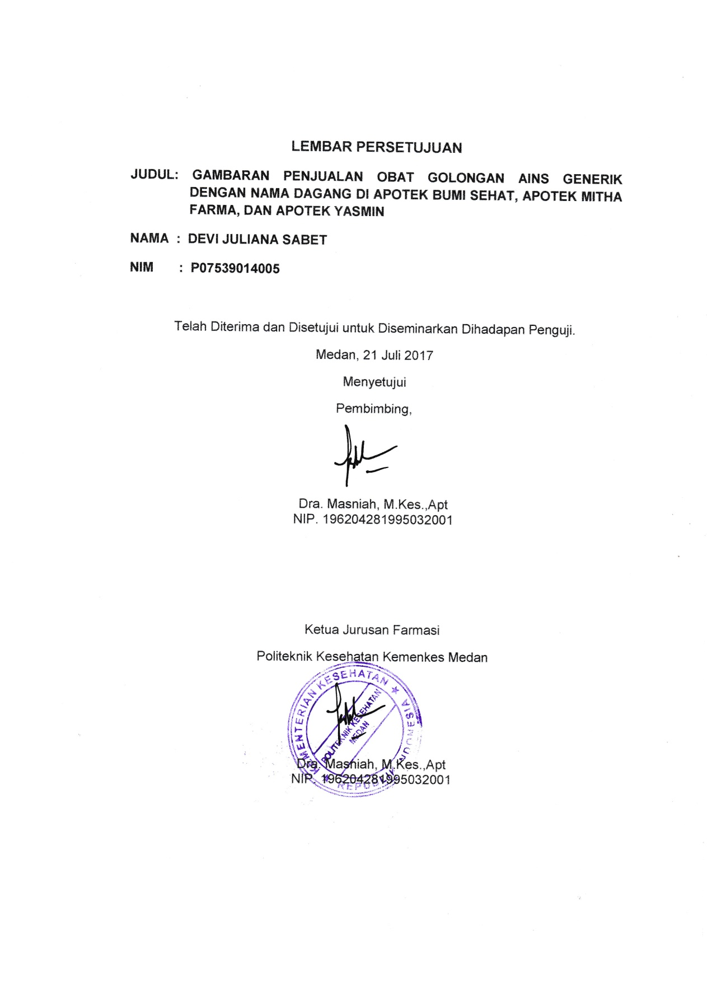 LEMBAR PERSETUJUAN
JUDUL: GAMBARAN PENJUALAN OBAT GOLONGAN AINS GENERIK
DENGAN NAMA DAGANG DI APOTEK BUMI SEHAT, APOTEK MITHA
FARMA, DAN APOTEK YASMIN
NAMA : DEVI JULIANA SABET
NIM : P07539014005
Telah Diterima dan Disetujui untuk Diseminarkan Dihadapan Penguji.
Medan, 21 Juli 2017
Menyetujui
Pembimbing,
Dra. Masniah, M.Kes.,Apt
NIP. 196204281995032001
Ketua Jurusan Farmasi
Politeknik Kesehatan Kemenkes Medan
KEMENTERIAN KESEHATAN
REPUBLIK INDONESIA
POLITEKNIK KESEHATAN
MEDAN
Dra. Masniah, M.Kes.,Apt
NIP. 196204281995032001